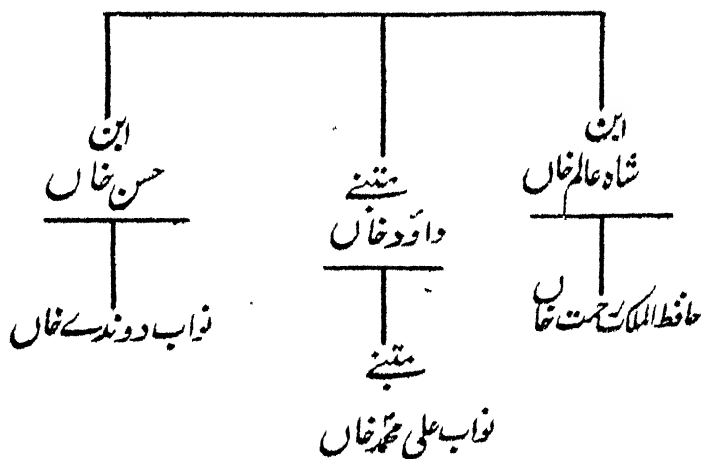 ابن
شاہ عالم خاں
حافظ الملک رحمت خاں
متبنے
داؤد خاں
متبنے
نواب علی محمدؐ خاں
ابن
حسن خاں
نواب دوندے خاں